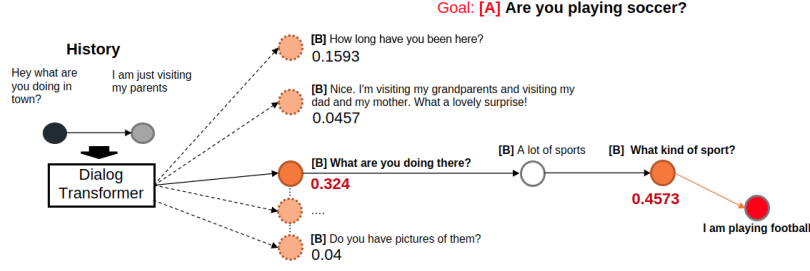 Goal: [A] Are you playing soccer?
History
Hey what are
you doing in
town?
I am just visiting
my parents
Dialog
Transformer
[B] How long have you been here?
0.1593
[B] Nice. I'm visiting my grandparents and visiting my
dad and my mother. What a lovely surprise!
0.0457
[B] What are you doing there?
0.324
[B] A lot of sports
[B] What kind of sport?
0.4573
I am playing football
....
[B] Do you have pictures of them?
0.04